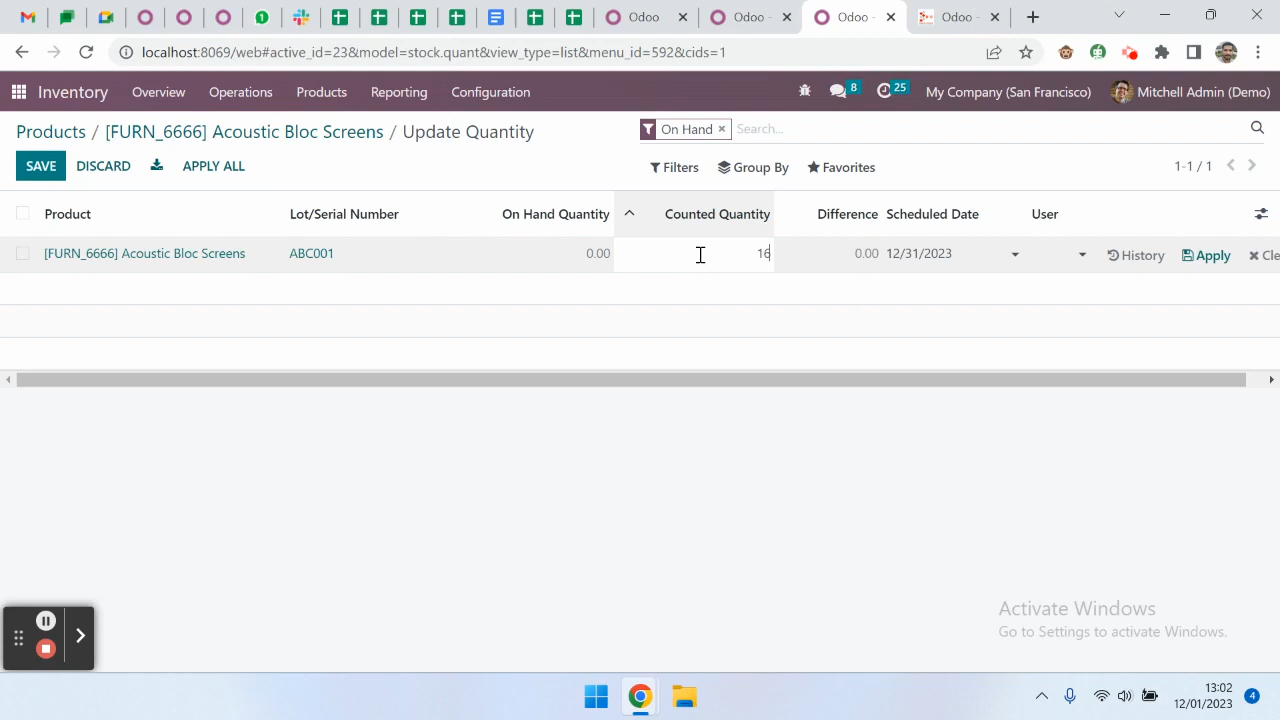 1
Odoo
Odoo -
Odoo -
Odoo -
localhost:8069/web#active_id=23&model=stock.quant&view_type=list&menu_id=592&cids=1
Inventory Overview Operations Products Reporting Configuration 8 25 My Company (San Francisco) Mitchell Admin (Demo)
Products / [FURN_6666] Acoustic Bloc Screens / Update Quantity On Hand × Search...
SAVE DISCARD APPLY ALL Filters Group By Favorites 1-1 / 1
Product Lot/Serial Number On Hand Quantity Counted Quantity Difference Scheduled Date User
[FURN_6666] Acoustic Bloc Screens ABC001 0.00 16 0.00 12/31/2023 History Apply Cle
Activate Windows
Go to Settings to activate Windows.
13:02
12/01/2023
4